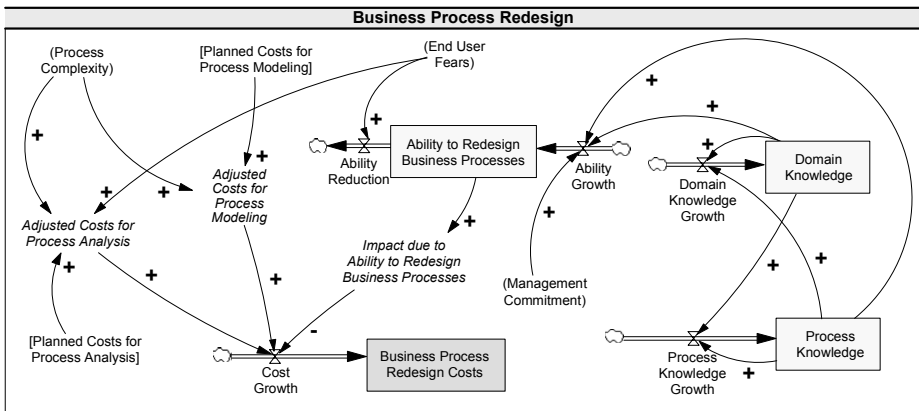 Business Process Redesign
(Process
Complexity)
[Planned Costs for
Process Modeling]
(End User
Fears)
+
+
+
+
+
+
Ability
Reduction
Ability to Redesign
Business Processes
Ability
Growth
Domain
Knowledge
Domain
Knowledge
Growth
+
+
Adjusted
Costs for
Process
Modeling
+
+
+
+
Adjusted Costs for
Process Analysis
Impact due to
Ability to Redesign
Business Processes
+
+
+
+
+
(Management
Commitment)
[Planned Costs for
Process Analysis]
-
Cost
Growth
Business Process
Redesign Costs
Process
Knowledge
Growth
Process
Knowledge
+